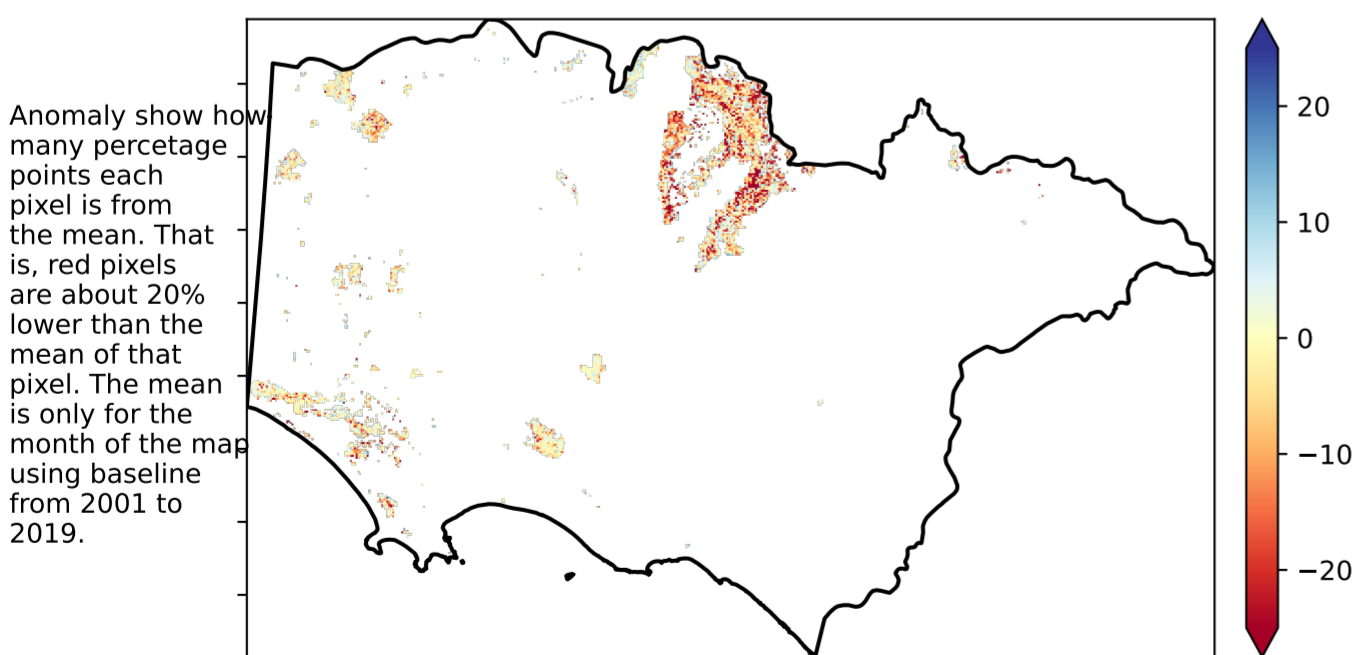 Anomaly show how
many percetage
points each
pixel is from
the mean. That
is, red pixels
are about 20%
lower than the
mean of that
pixel. The mean
is only for the
month of the map
using baseline
from 2001 to
2019.
20
10
0
−10
−20